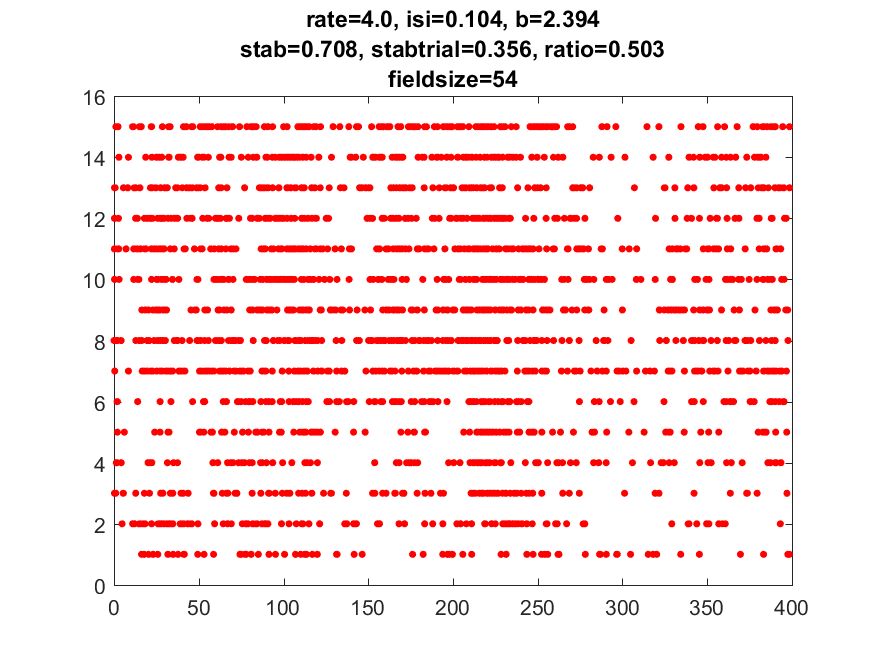 rate=4.0, isi=0.104, b=2.394
stab=0.708, stabtrial=0.356, ratio=0.503
fieldsize=54
16
14
12
10
8
6
4
2
0
0 50 100 150 200 250 300 350 400